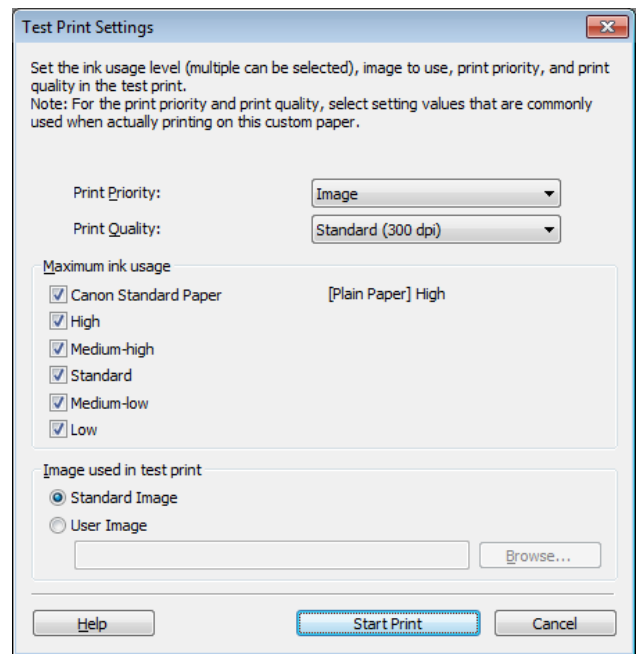 Test Print Settings
Set the ink usage level (multiple can be selected), image to use, print priority, and print
quality in the test print.
Note: For the print priority and print quality, select setting values that are commonly
used when actually printing on this custom paper.
Print Priority: Image
Print Quality: Standard (300 dpi)
Maximum ink usage
Canon Standard Paper [Plain Paper] High
High
Medium-high
Standard
Medium-low
Low
Image used in test print
Standard Image
User Image
Browse...
Help Start Print Cancel